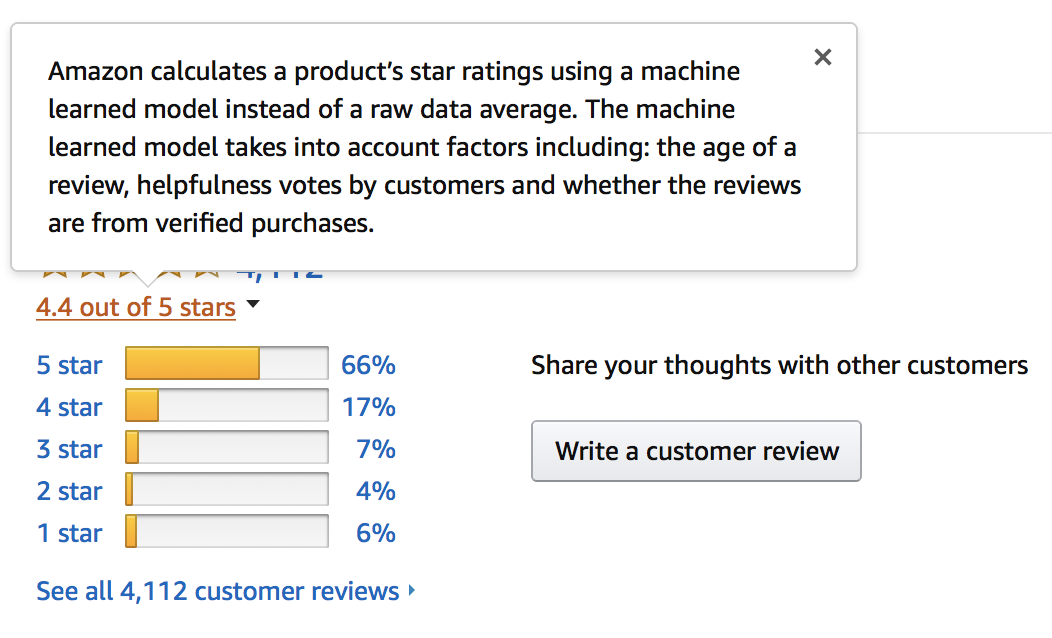 Amazon calculates a product's star ratings using a machine
learned model instead of a raw data average. The machine
learned model takes into account factors including: the age of a
review, helpfulness votes by customers and whether the reviews
are from verified purchases.
4.4 out of 5 stars
5 star 66%
4 star 17%
3 star 7%
2 star 4%
1 star 6%
See all 4,112 customer reviews
Share your thoughts with other customers
Write a customer review